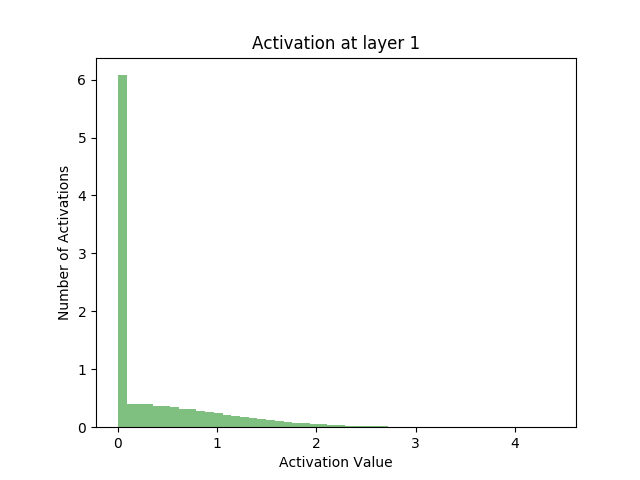 Activation at layer 1
Number of Activations
6
5
4
3
2
1
0
0 1 2 3 4
Activation Value